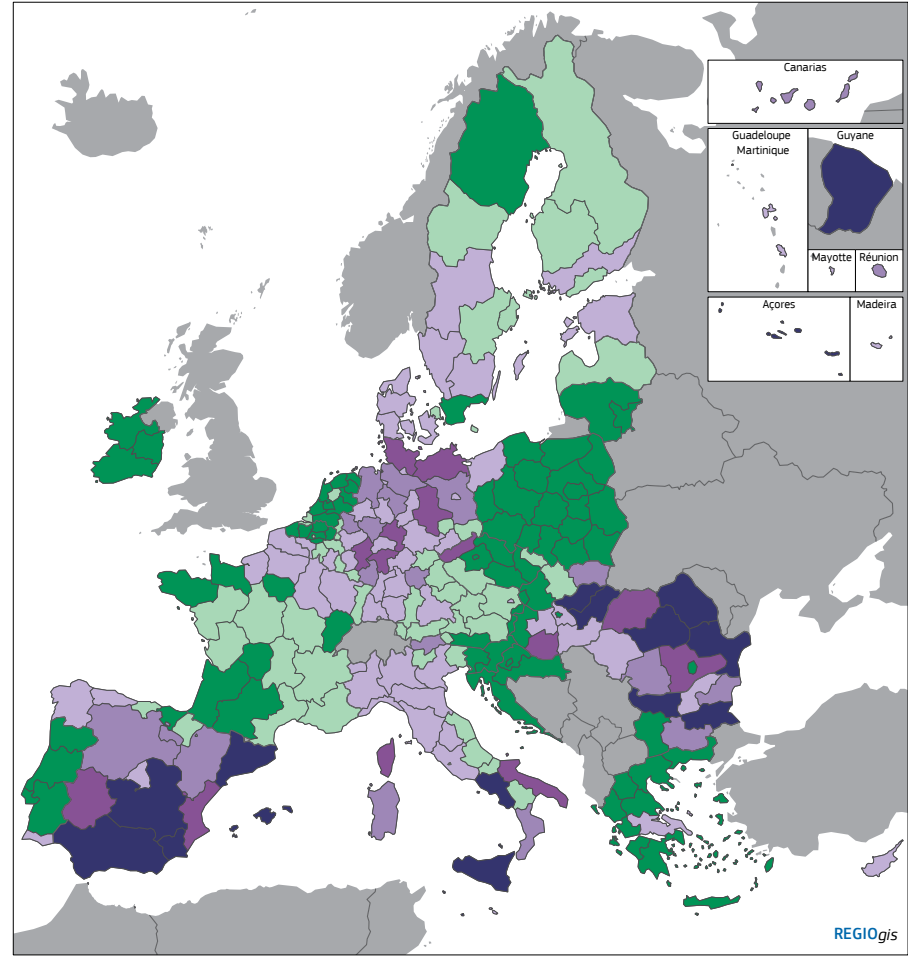 Canarias
Guadeloupe
Martinique
Guyane
Mayotte
Réunion
Açores
Madeira
REGIOgis